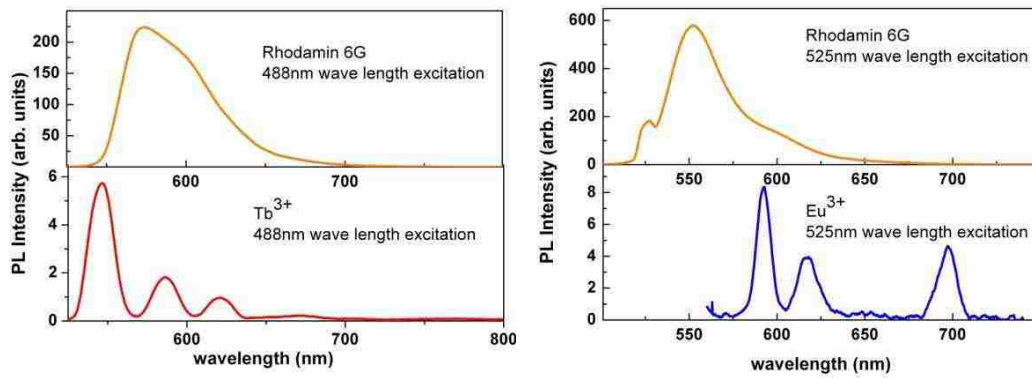 PL Intensity (arb. units)
200
150
100
50
Rhodamin 6G
488nm wave length excitation
600
700
6
4
2
0
Tb3+
488nm wave length excitation
600
700
800
wavelength (nm)
PL Intensity (arb. units)
600
400
200
0
Rhodamin 6G
525nm wave length excitation
550
600
650
700
8
6
4
2
0
Eu3+
525nm wave length excitation
550
600
650
700
wavelength (nm)